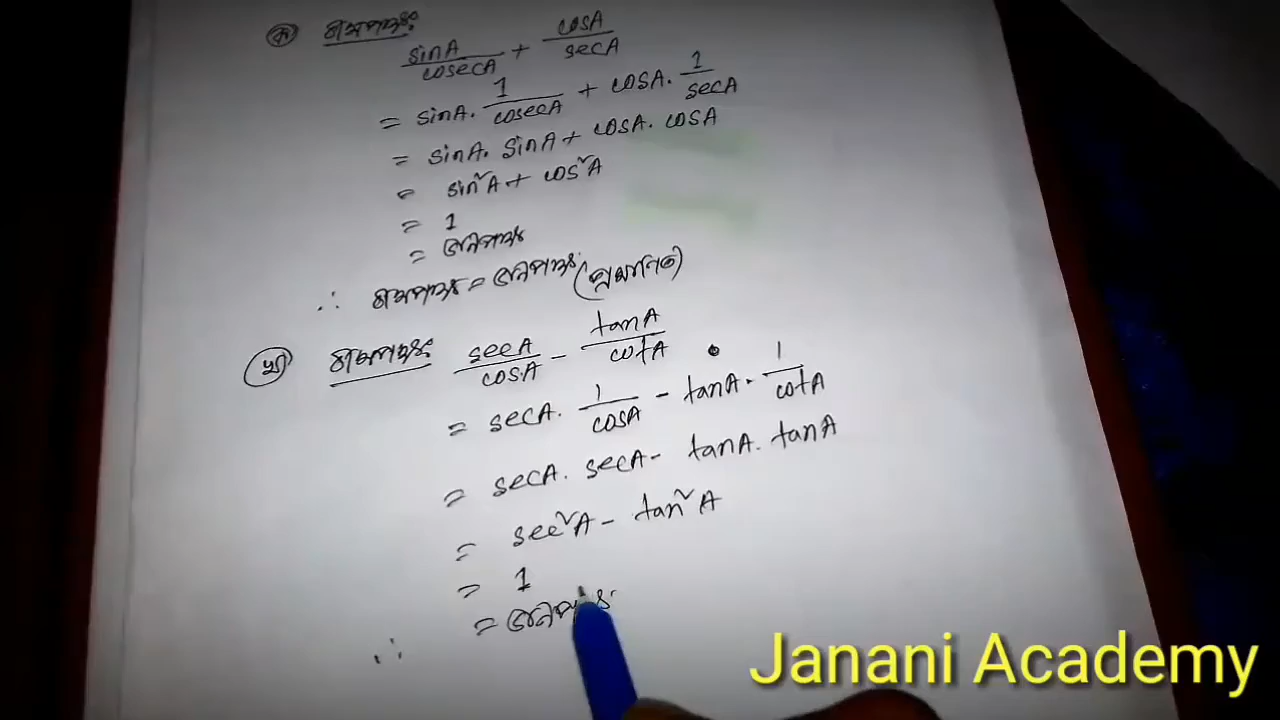 (ক) বামপক্ষঃ
sinA/cosecA + cosA/secA
= sinA. 1/cosecA + cosA. 1/secA
= sinA. sinA + cosA. cosA
= sin²A + cos²A
= 1
= ডানপক্ষ
∴ বামপক্ষ = ডানপক্ষ. (প্রমাণিত)
(খ) বামপক্ষঃ secA/cosA - tanA/cotA
= secA. 1/cosA - tanA. 1/cotA
= secA. secA - tanA. tanA
= sec²A - tan²A
= 1
= ডানপক্ষ
∴
Janani Academy